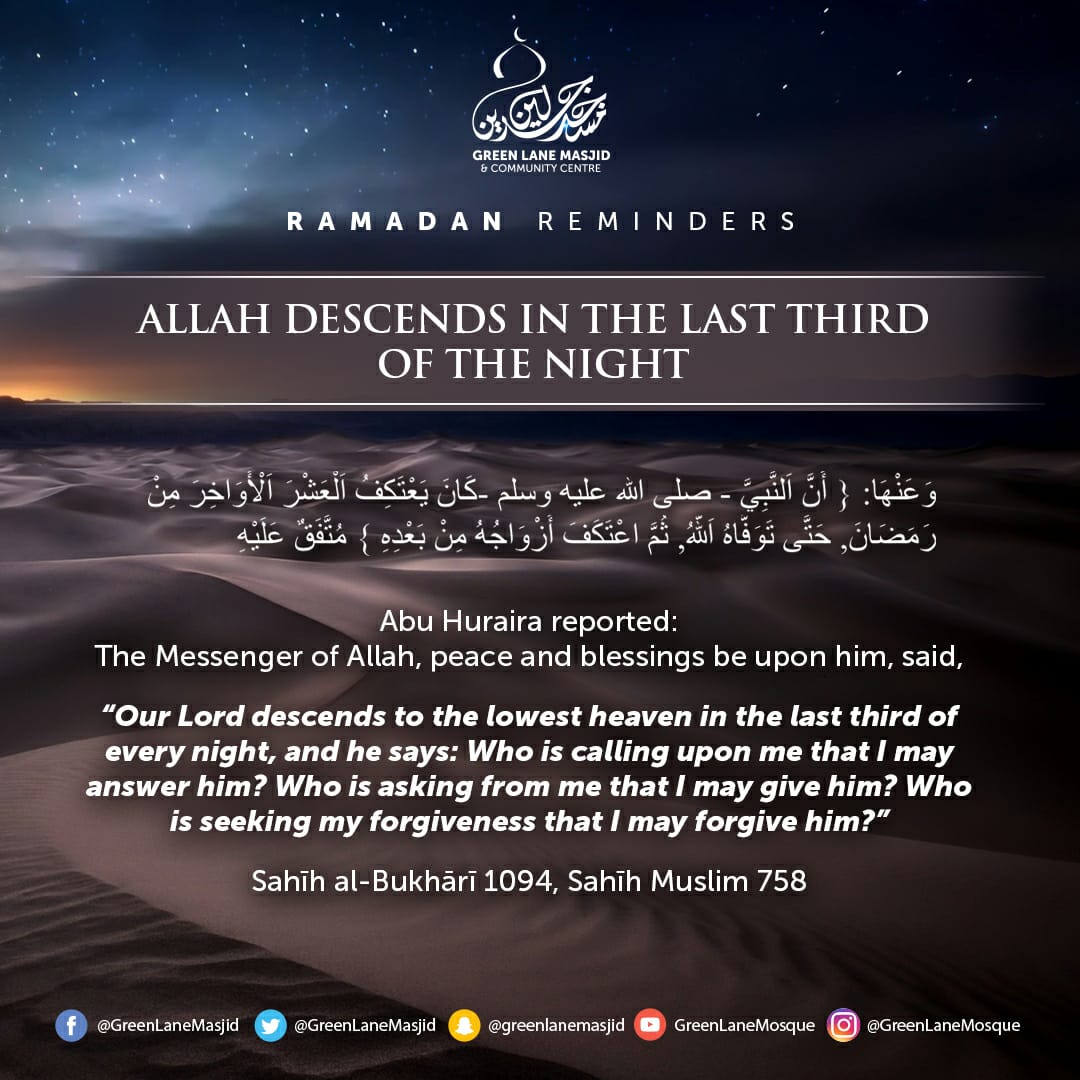 مسجد جرين لين
GREEN LANE MASJID
& COMMUNITY CENTRE
RAMADAN REMINDERS
ALLAH DESCENDS IN THE LAST THIRD
OF THE NIGHT
وَعَنْهَا: { أَنَّ اَلنَّبِيَّ - صلى الله عليه وسلم -كَانَ يَعْتَكِفُ اَلْعَشْرَ اَلْأَوَاخِرَ مِنْ
رَمَضَانَ, حَتَّى تَوَفَّاهُ اَللَّهُ, ثُمَّ اعْتَكَفَ أَزْوَاجُهُ مِنْ بَعْدِهِ } مُتَّفَقٌ عَلَيْهِ
Abu Huraira reported:
The Messenger of Allah, peace and blessings be upon him, said,
“Our Lord descends to the lowest heaven in the last third of
every night, and he says: Who is calling upon me that I may
answer him? Who is asking from me that I may give him? Who
is seeking my forgiveness that I may forgive him?”
Sahīh al-Bukhārī 1094, Sahīh Muslim 758
@GreenLaneMasjid @GreenLaneMasjid @greenlanemasjid GreenLaneMosque @GreenLaneMosque